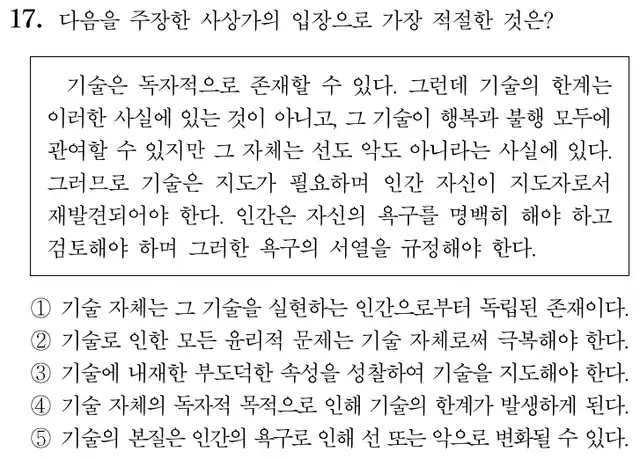 17. 다음을 주장한 사상가의 입장으로 가장 적절한 것은?
기술은 독자적으로 존재할 수 있다. 그런데 기술의 한계는
이러한 사실에 있는 것이 아니고, 그 기술이 행복과 불행 모두에
관여할 수 있지만 그 자체는 선도 악도 아니라는 사실에 있다.
그러므로 기술은 지도가 필요하며 인간 자신이 지도자로서
재발견되어야 한다. 인간은 자신의 욕구를 명백히 해야 하고
검토해야 하며 그러한 욕구의 서열을 규정해야 한다.
① 기술 자체는 그 기술을 실현하는 인간으로부터 독립된 존재이다.
② 기술로 인한 모든 윤리적 문제는 기술 자체로써 극복해야 한다.
③ 기술에 내재한 부도덕한 속성을 성찰하여 기술을 지도해야 한다.
④ 기술 자체의 독자적 목적으로 인해 기술의 한계가 발생하게 된다.
⑤ 기술의 본질은 인간의 욕구로 인해 선 또는 악으로 변화될 수 있다.